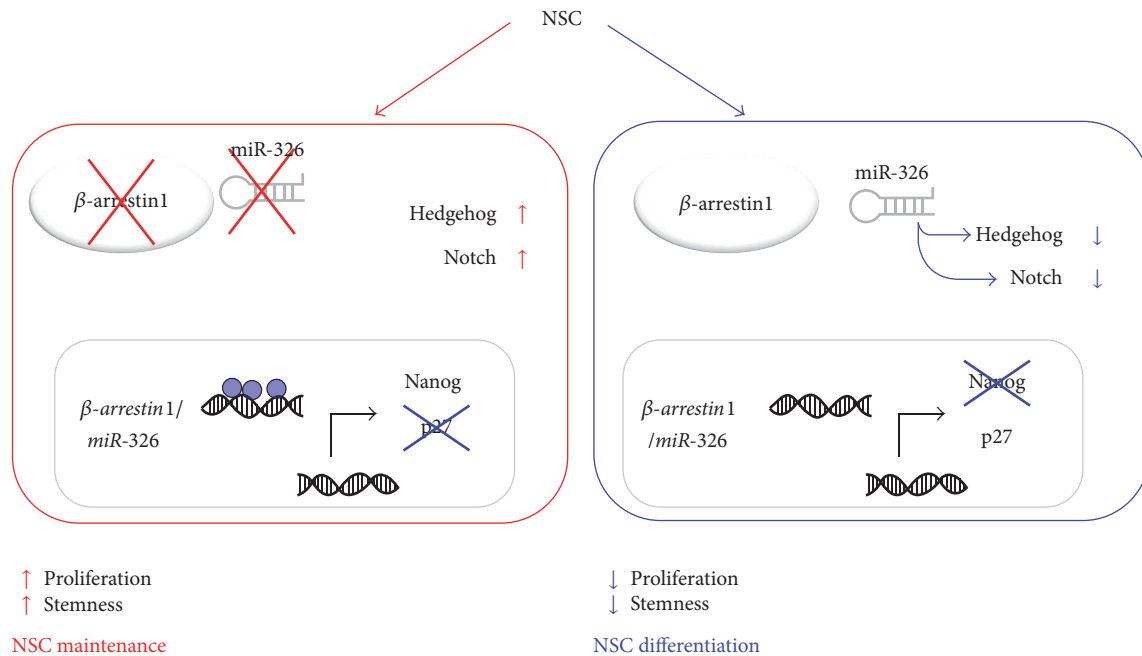 NSC
miR-326
β-arrestin1
Hedgehog ↑
Notch ↑
β-arrestin1/
miR-326
Nanog
p27
↑ Proliferation
↑ Stemness
NSC maintenance
miR-326
β-arrestin1
Hedgehog ↓
Notch ↓
β-arrestin1
/miR-326
Nanog
p27
↓ Proliferation
↓ Stemness
NSC differentiation